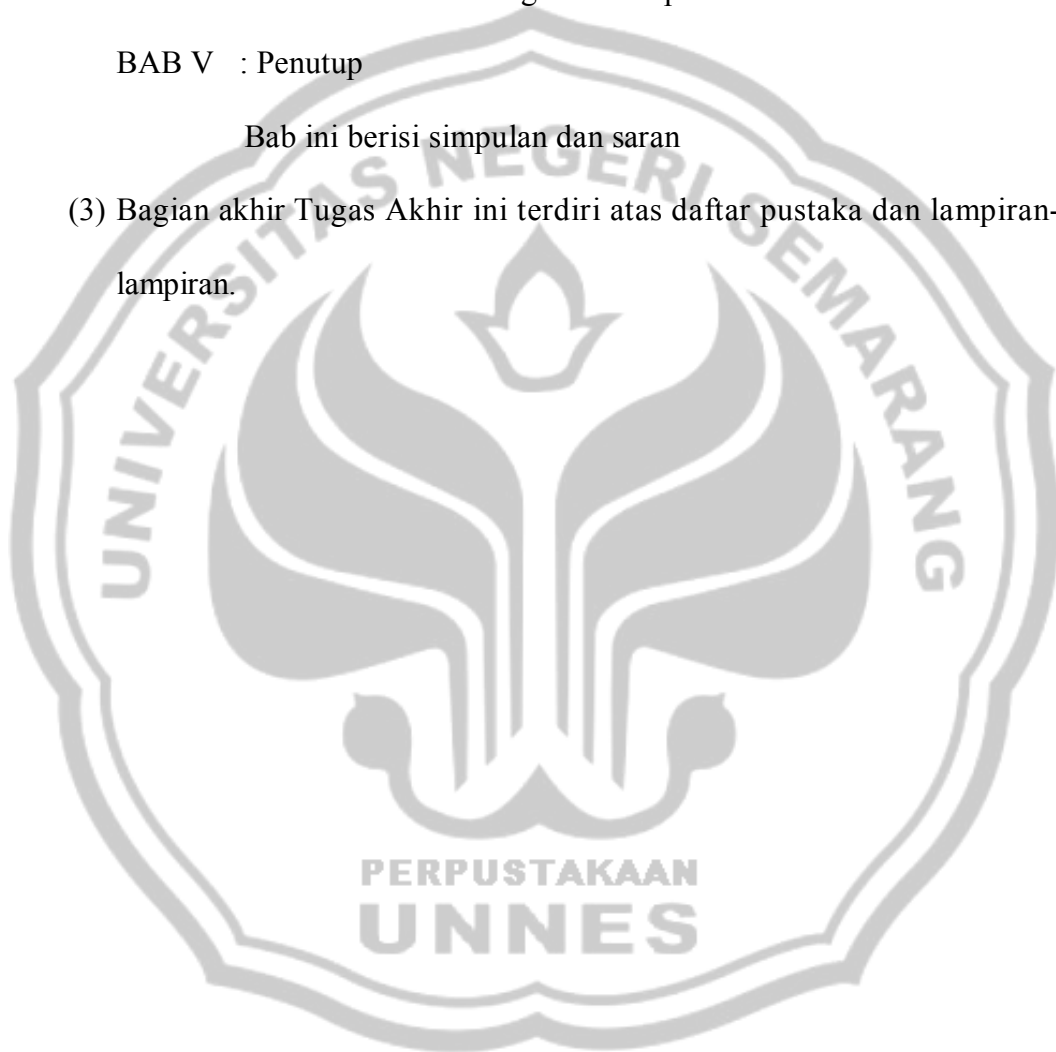 BAB V : Penutup
Bab ini berisi simpulan dan saran
(3) Bagian akhir Tugas Akhir ini terdiri atas daftar pustaka dan lampiran-
lampiran.
UNIVERSITAS NEGERI SEMARANG
PERPUSTAKAAN
UNNES